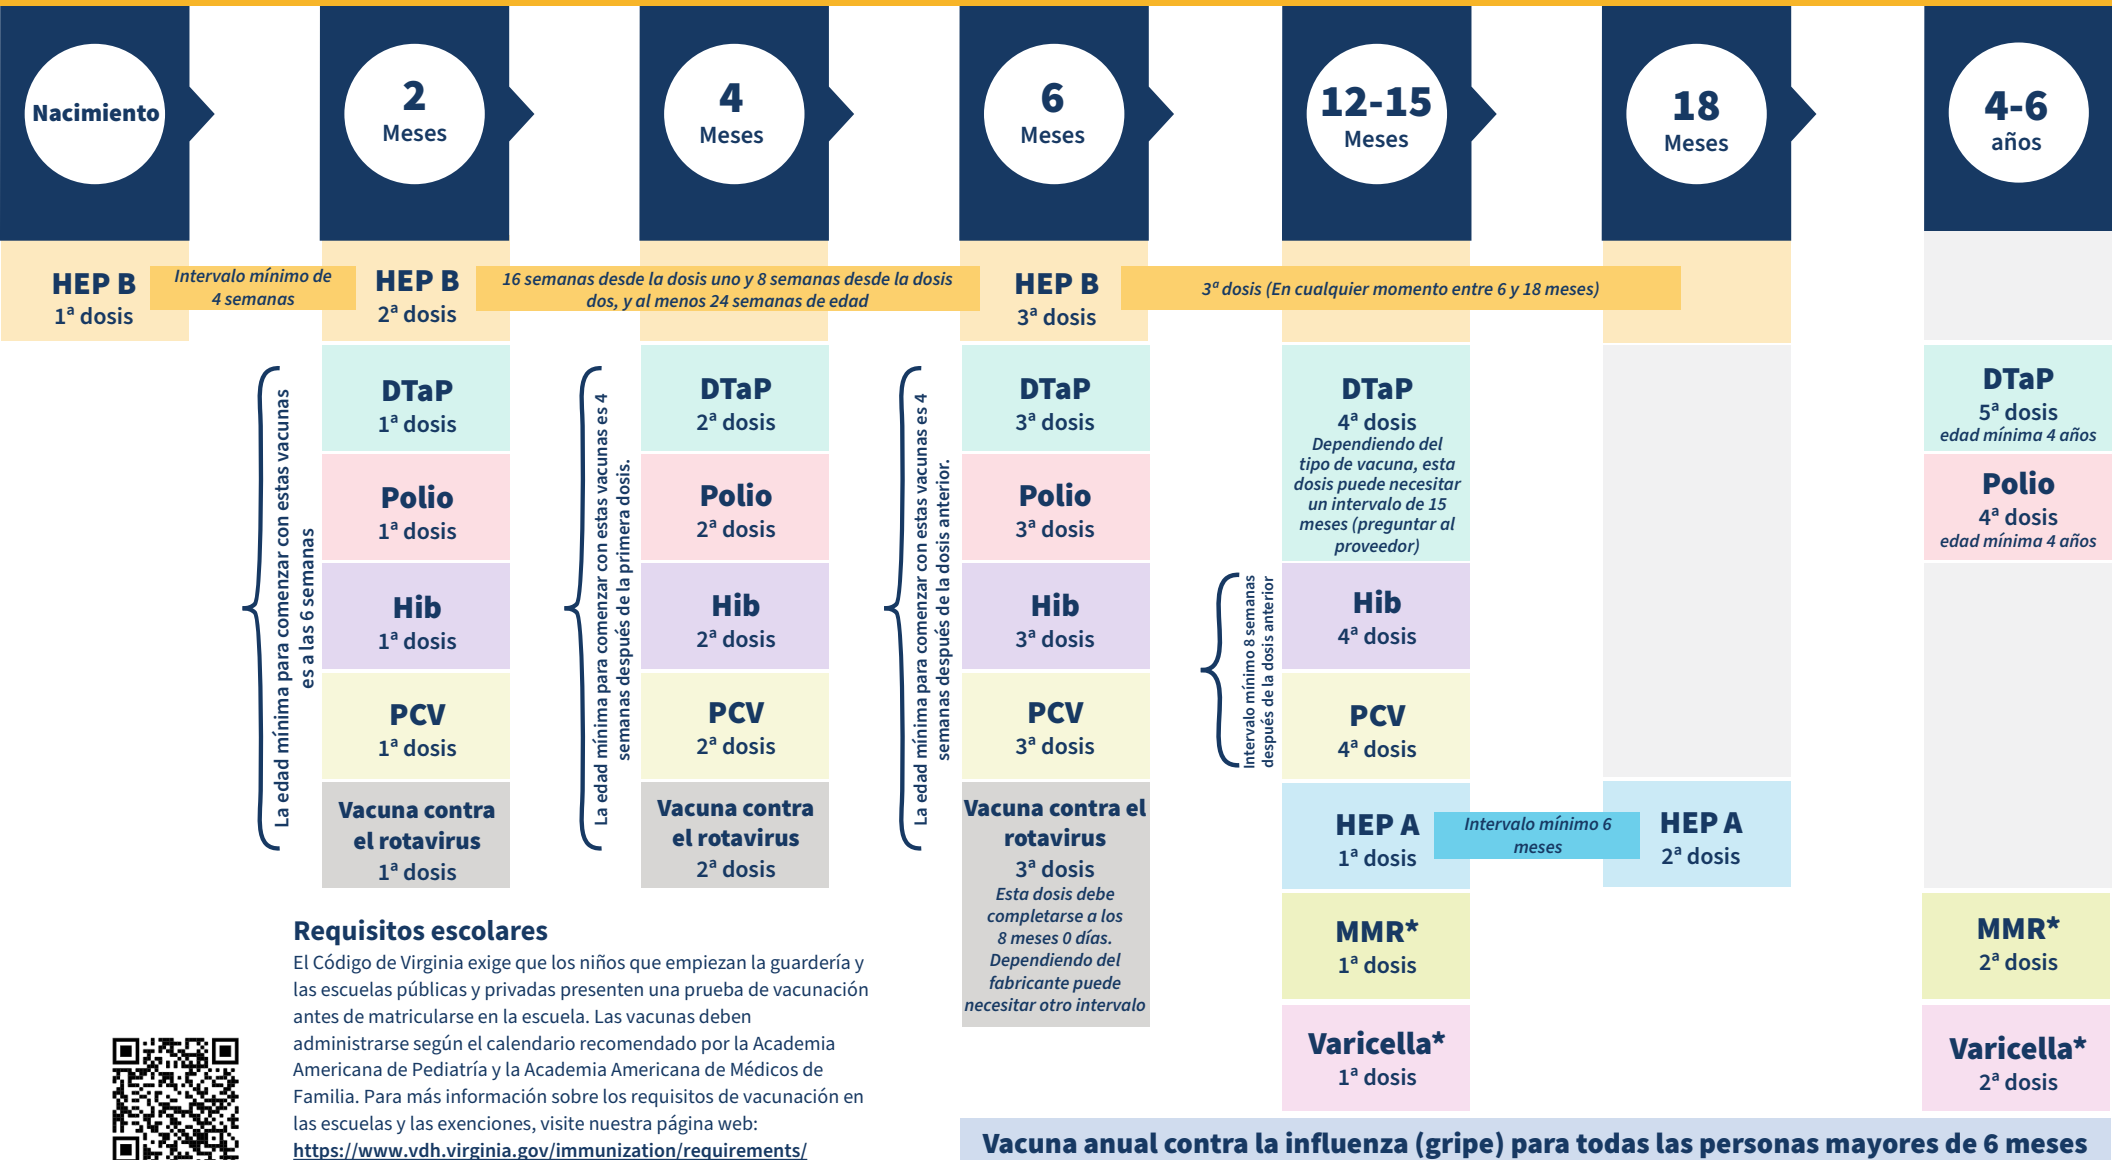 Nacimiento
2
Meses
4
Meses
6
Meses
12-15
Meses
18
Meses
4-6
años
HEP B
1ª dosis
Intervalo mínimo de
4 semanas
HEP B
2ª dosis
16 semanas desde la dosis uno y 8 semanas desde la dosis
dos, y al menos 24 semanas de edad
HEP B
3ª dosis
3ª dosis (En cualquier momento entre 6 y 18 meses)
La edad mínima para comenzar con estas vacunas
es a las 6 semanas
DTaP
1ª dosis
Polio
1ª dosis
Hib
1ª dosis
PCV
1ª dosis
Vacuna contra
el rotavirus
1ª dosis
La edad mínima para comenzar con estas vacunas es 4
semanas después de la primera dosis.
DTaP
2ª dosis
Polio
2ª dosis
Hib
2ª dosis
PCV
2ª dosis
Vacuna contra
el rotavirus
2ª dosis
La edad mínima para comenzar con estas vacunas es 4
semanas después de la dosis anterior.
DTaP
3ª dosis
Polio
3ª dosis
Hib
3ª dosis
PCV
3ª dosis
Vacuna contra el
rotavirus
3ª dosis
Esta dosis debe
completarse a los
8 meses 0 días.
Dependiendo del
fabricante puede
necesitar otro intervalo
DTaP
4ª dosis
Dependiendo del
tipo de vacuna, esta
dosis puede necesitar
un intervalo de 15
meses (preguntar al
proveedor)
Intervalo mínimo 8 semanas
después de la dosis anterior
Hib
4ª dosis
PCV
4ª dosis
HEP A
1ª dosis
Intervalo mínimo 6
meses
HEP A
2ª dosis
MMR*
1ª dosis
Varicella*
1ª dosis
DTaP
5ª dosis
edad mínima 4 años
Polio
4ª dosis
edad mínima 4 años
MMR*
2ª dosis
Varicella*
2ª dosis
Requisitos escolares
El Código de Virginia exige que los niños que empiezan la guardería y
las escuelas públicas y privadas presenten una prueba de vacunación
antes de matricularse en la escuela. Las vacunas deben
administrarse según el calendario recomendado por la Academia
Americana de Pediatría y la Academia Americana de Médicos de
Familia. Para más información sobre los requisitos de vacunación en
las escuelas y las exenciones, visite nuestra página web:
https://www.vdh.virginia.gov/immunization/requirements/
Vacuna anual contra la influenza (gripe) para todas las personas mayores de 6 meses